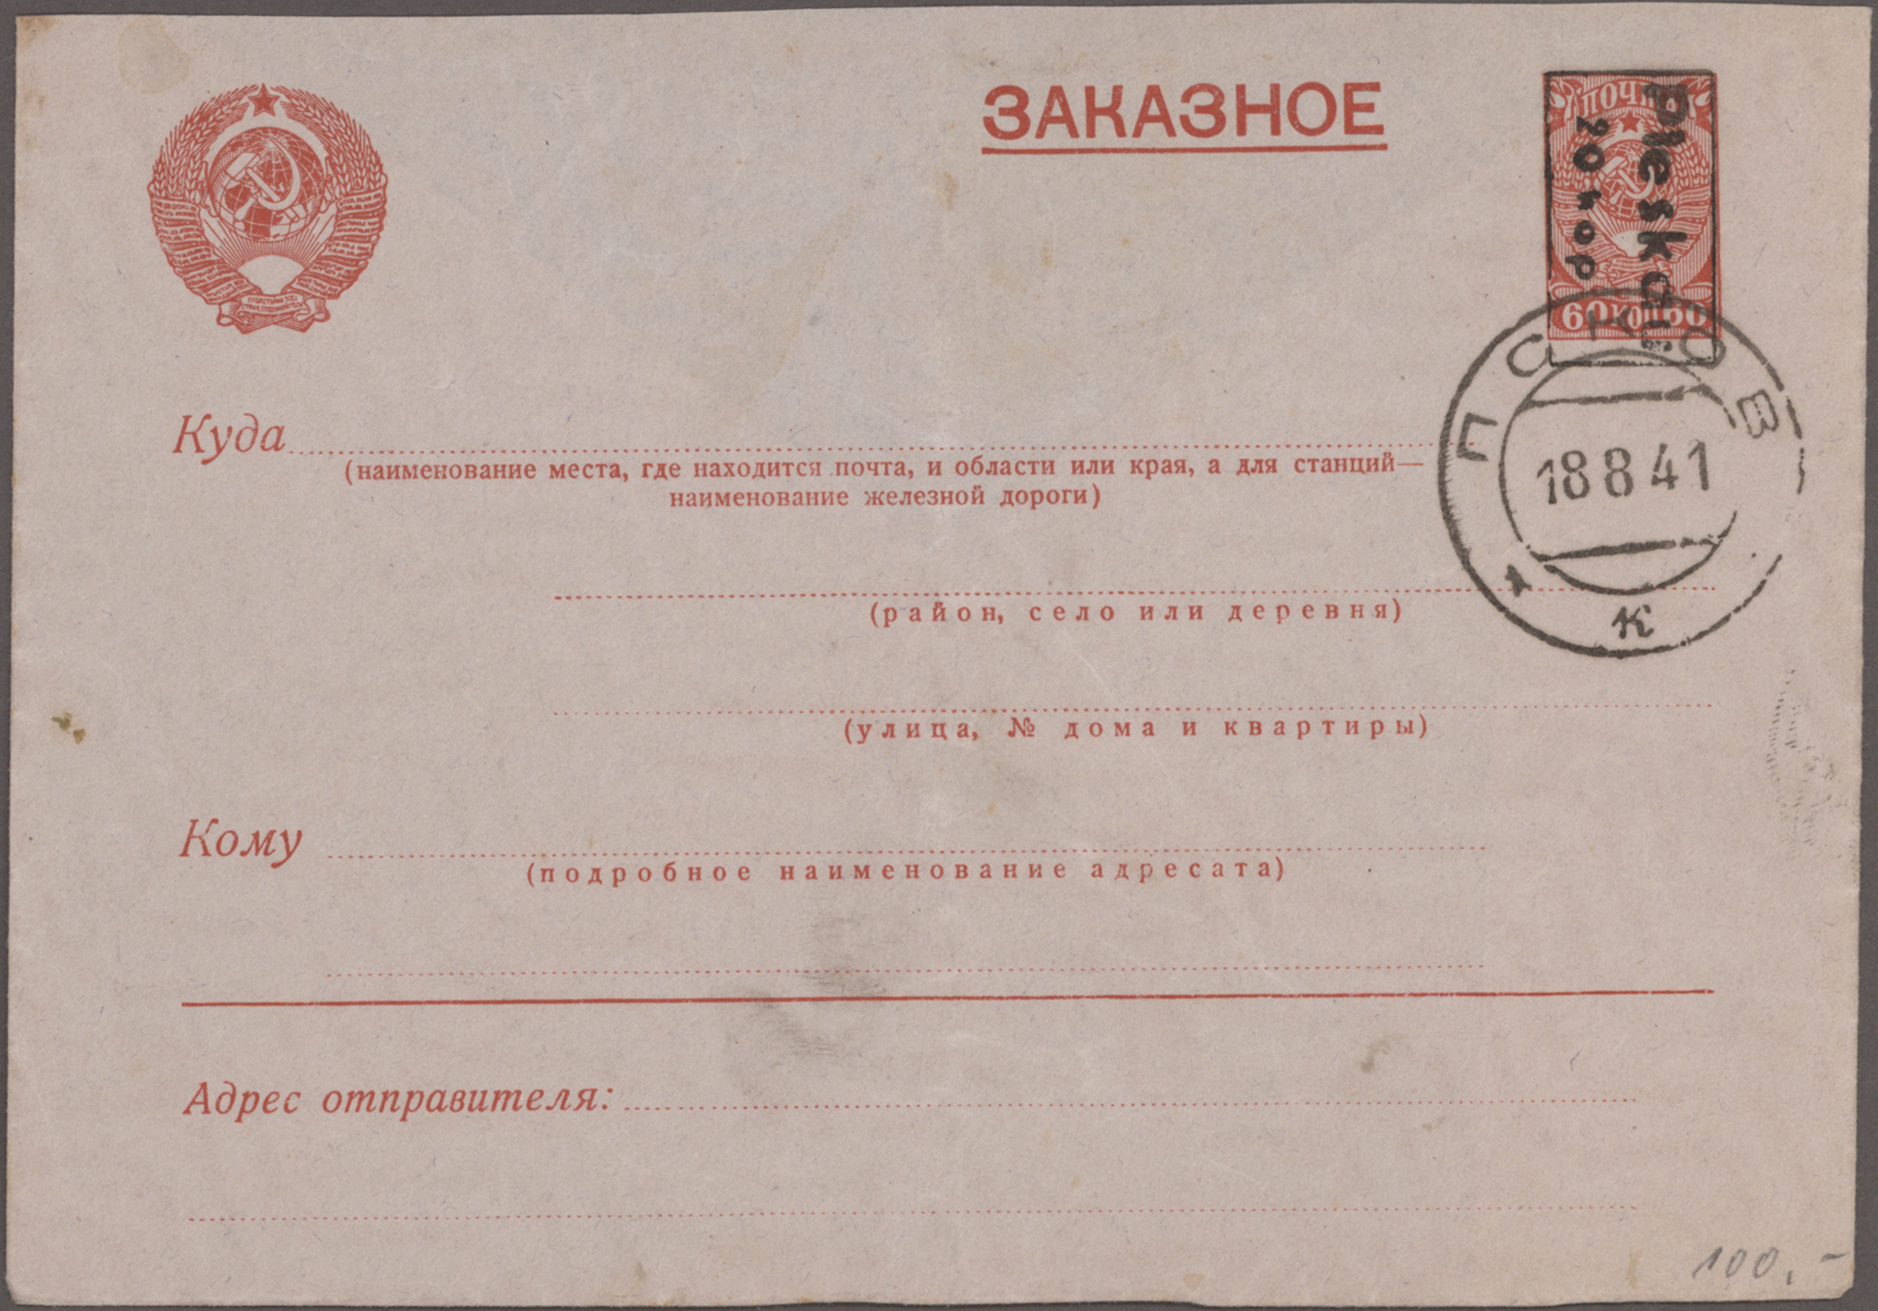 ЗАКАЗНОЕ
ПОЧТА
Pleskau
20 kop
60 КОП 60
ПСКОВ
18 8 41
к
Куда
(наименование места, где находится почта, и области или края, а для станций—
наименование железной дороги)
(район, село или деревня)
(улица, № дома и квартиры)
Кому
(подробное наименование адресата)
Адрес отправителя:
100,-